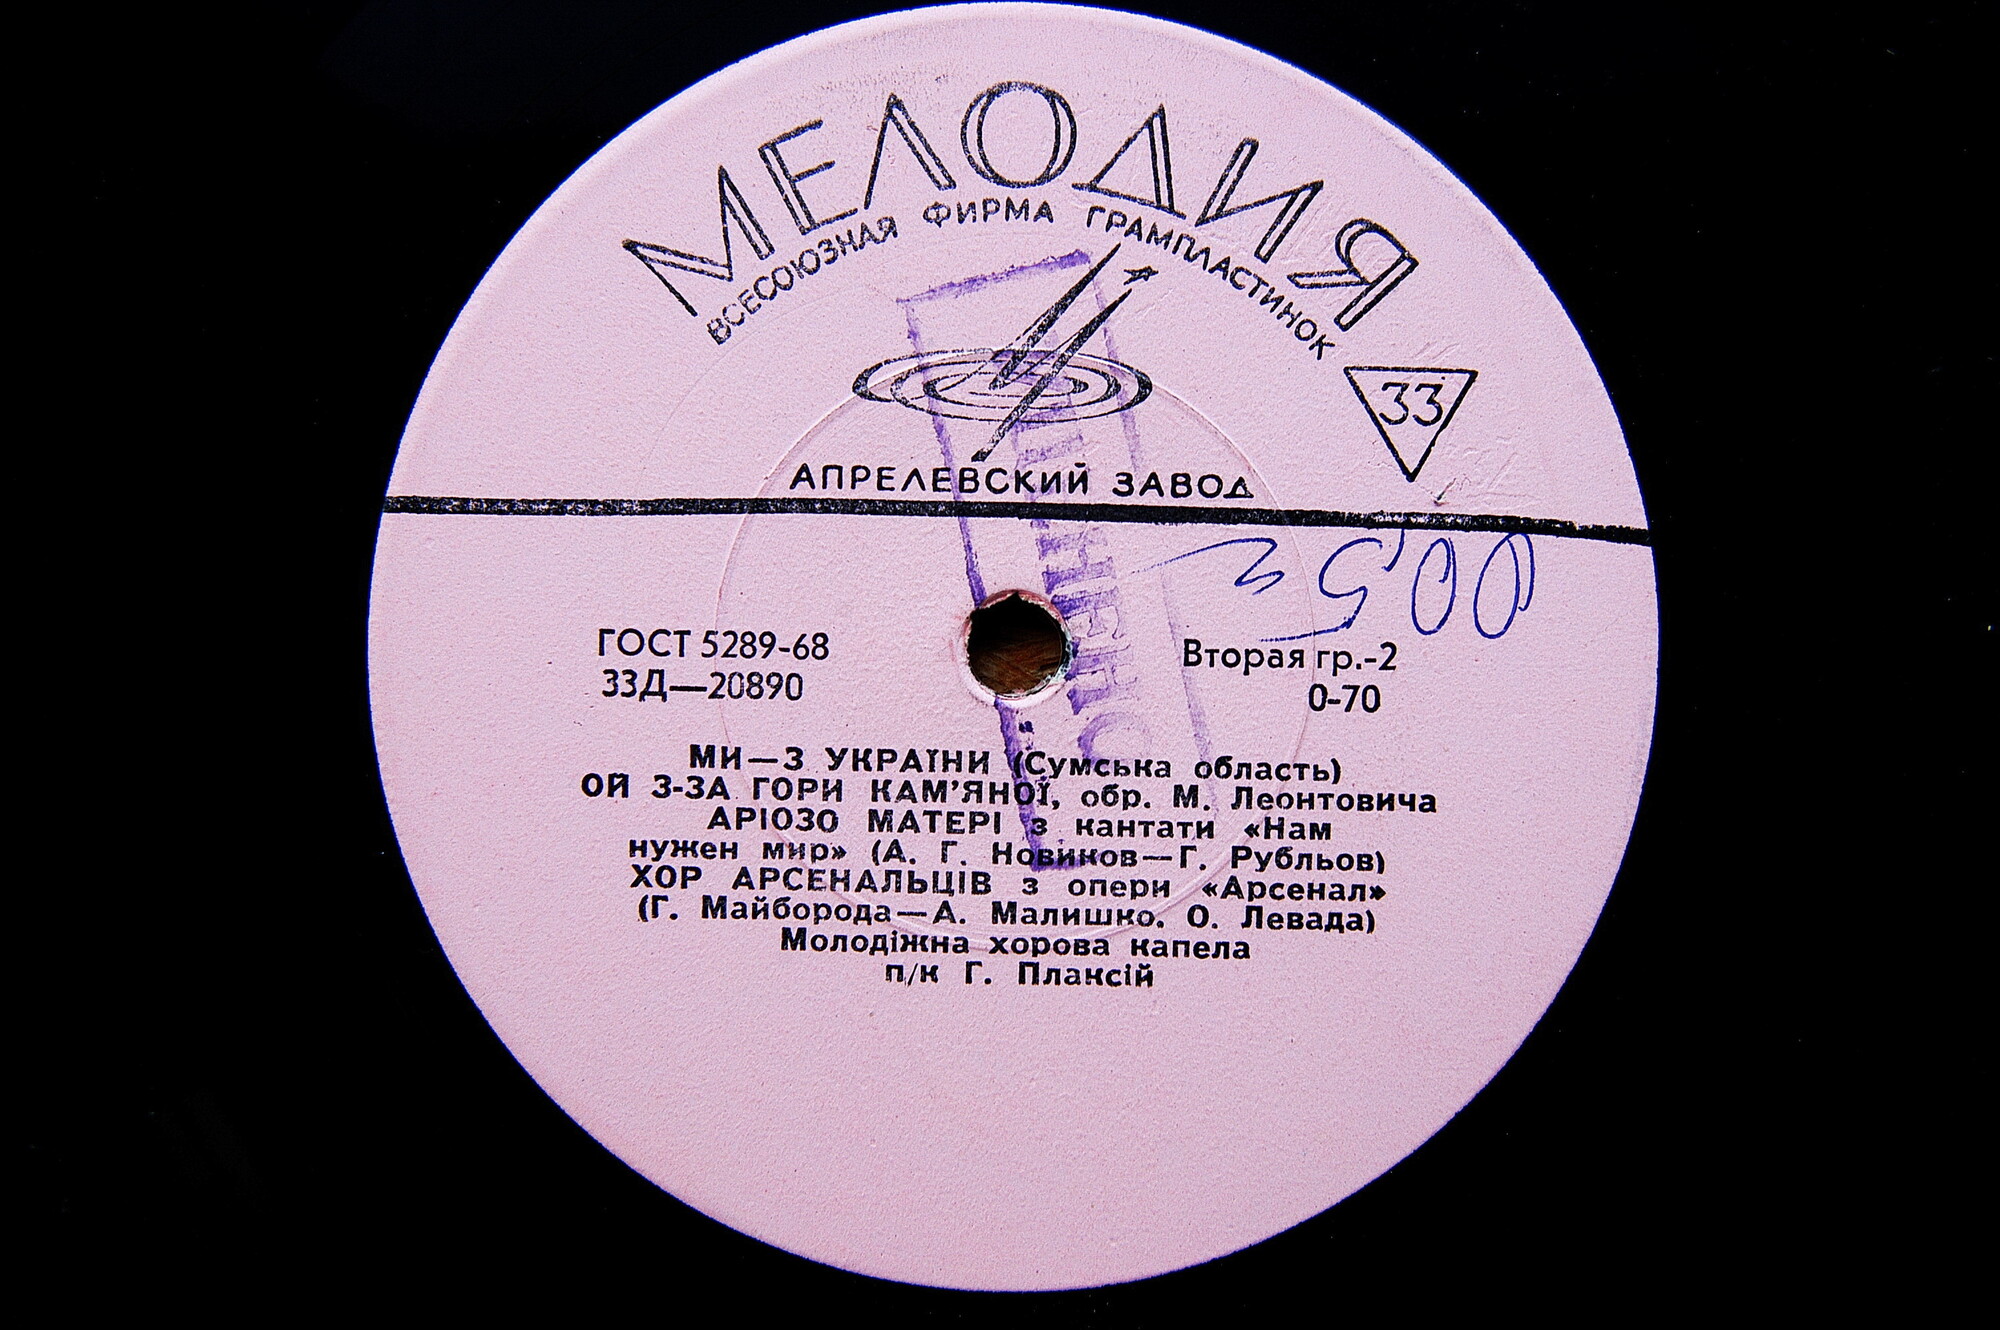 МЕЛОДИЯ
ВСЕСОЮЗНАЯ ФИРМА ГРАМПЛАСТИНОК
33
АПРЕЛЕВСКИЙ ЗАВОД
ГОСТ 5289-68
33Д—20890
Вторая гр.-2
0-70
МИ—З УКРАЇНИ (Сумська область)
ОЙ З-ЗА ГОРИ КАМ’ЯНОЇ, обр. М. Леонтовича
АРІОЗО МАТЕРІ з кантати «Нам
нужен мир» (А. Г. Новиков—Г. Рубльов)
ХОР АРСЕНАЛЬЦІВ з опери «Арсенал»
(Г. Майборода—А. Малишко. О. Левада)
Молодіжна хорова капела
п/к Г. Плаксій